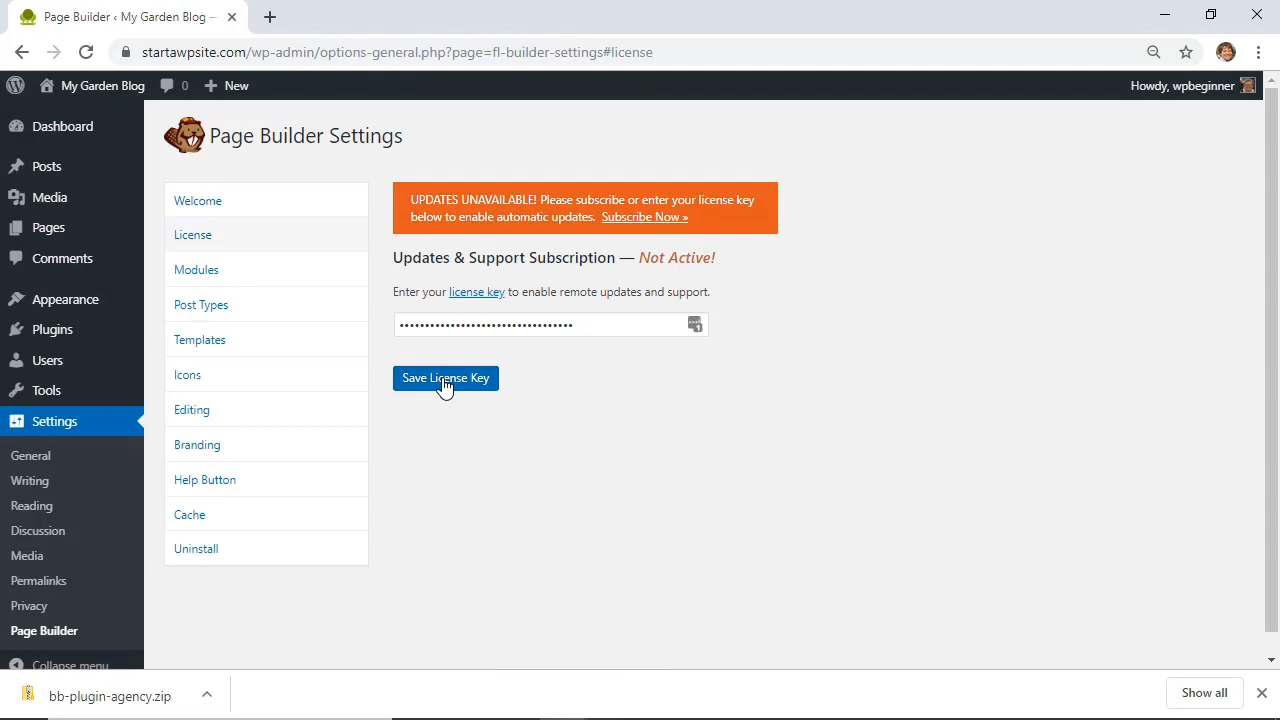 Page Builder ‹ My Garden Blog —
startawpsite.com/wp-admin/options-general.php?page=fl-builder-settings#license
My Garden Blog
0
New
Howdy, wpbeginner
Dashboard
Posts
Media
Pages
Comments
Appearance
Plugins
Users
Tools
Settings
General
Writing
Reading
Discussion
Media
Permalinks
Privacy
Page Builder
Collapse menu
Page Builder Settings
Welcome
License
Modules
Post Types
Templates
Icons
Editing
Branding
Help Button
Cache
Uninstall
UPDATES UNAVAILABLE! Please subscribe or enter your license key
below to enable automatic updates. Subscribe Now »
Updates & Support Subscription — Not Active!
Enter your license key to enable remote updates and support.
••••••••••••••••••••••••••••••••••
1
Save License Key
bb-plugin-agency.zip
Show all